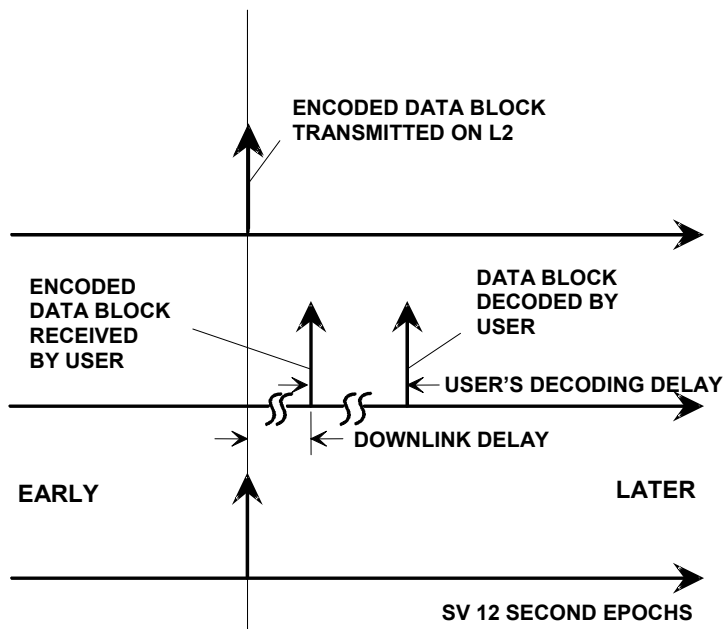 ENCODED DATA BLOCK
TRANSMITTED ON L2
ENCODED
DATA BLOCK
RECEIVED
BY USER
DATA BLOCK
DECODED BY
USER
USER'S DECODING DELAY
DOWNLINK DELAY
EARLY
LATER
SV 12 SECOND EPOCHS